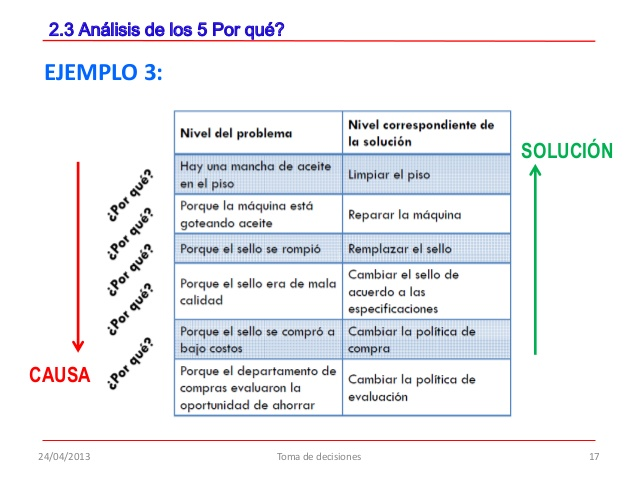 2.3 Análisis de los 5 Por qué?
EJEMPLO 3:
Nivel del problema
Nivel correspondiente de
la solución
Hay una mancha de aceite
en el piso
Limpiar el piso
Porque la máquina está
goteando aceite
Reparar la máquina
Porque el sello se rompió
Remplazar el sello
Porque el sello era de mala
calidad
Cambiar el sello de
acuerdo a las
especificaciones
Porque el sello se compró a
bajo costos
Cambiar la política de
compra
Porque el departamento de
compras evaluaron la
oportunidad de ahorrar
Cambiar la política de
evaluación
¿Por qué?
¿Por qué?
¿Por qué?
¿Por qué?
¿Por qué?
CAUSA
SOLUCIÓN
24/04/2013
Toma de decisiones
17